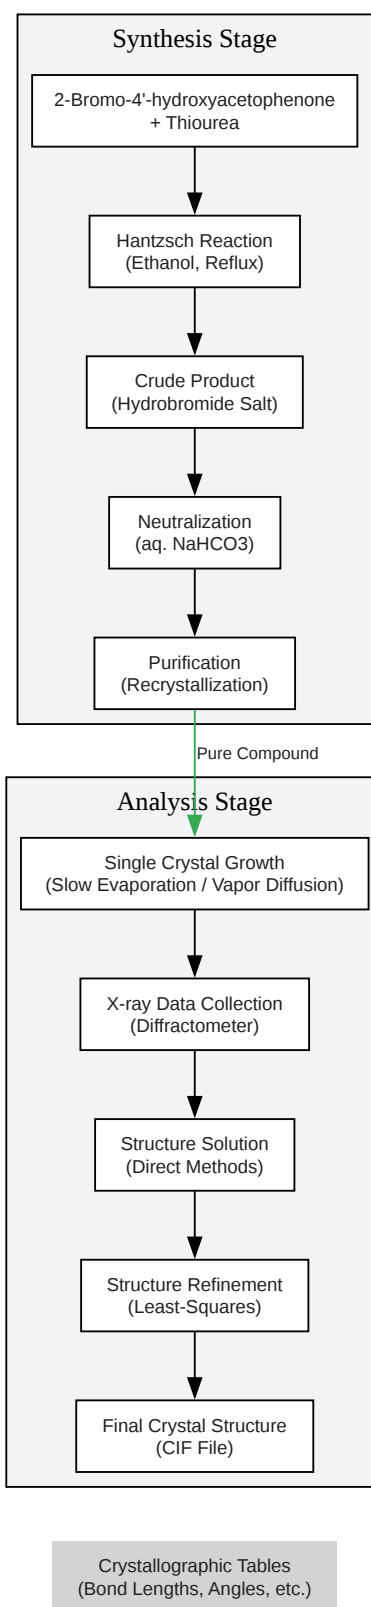 Synthesis Stage
2-Bromo-4'-hydroxyacetophenone
+ Thiourea
Hantzsch Reaction
(Ethanol, Reflux)
Crude Product
(Hydrobromide Salt)
Neutralization
(aq. NaHCO3)
Purification
(Recrystallization)
Pure Compound
Analysis Stage
Single Crystal Growth
(Slow Evaporation / Vapor Diffusion)
X-ray Data Collection
(Diffractometer)
Structure Solution
(Direct Methods)
Structure Refinement
(Least-Squares)
Final Crystal Structure
(CIF File)
Crystallographic Tables
(Bond Lengths, Angles, etc.)